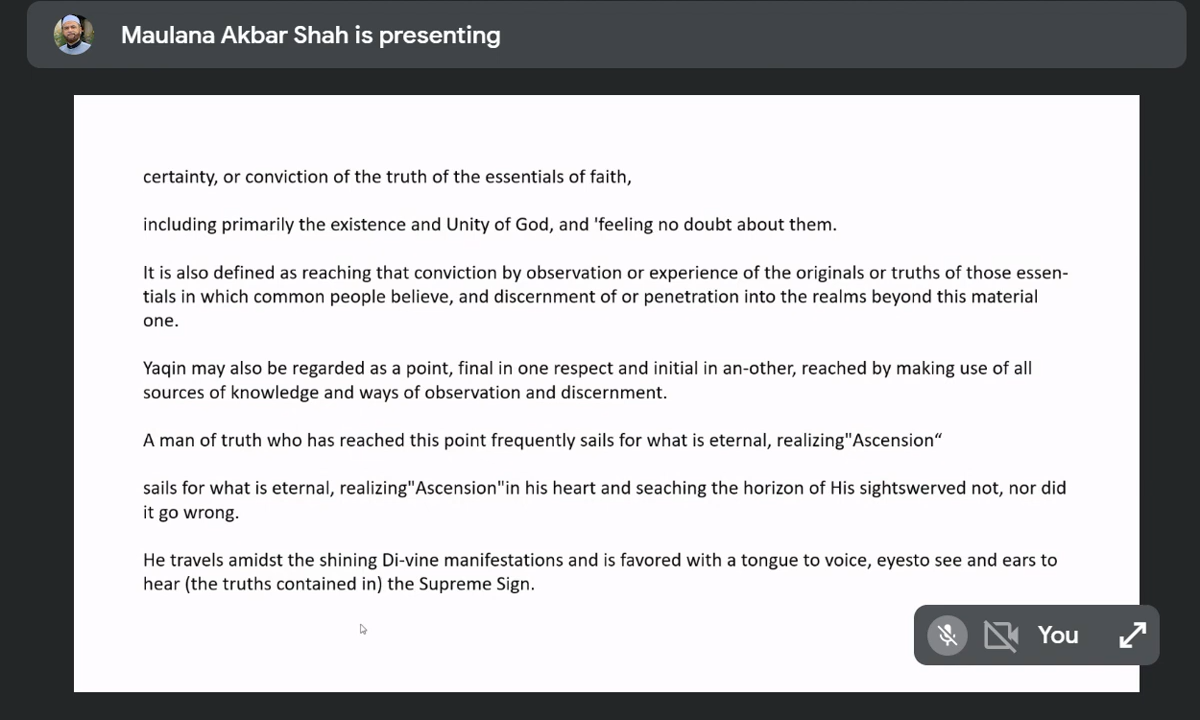 Maulana Akbar Shah is presenting
certainty, or conviction of the truth of the essentials of faith,
including primarily the existence and Unity of God, and 'feeling no doubt about them.
It is also defined as reaching that conviction by observation or experience of the originals or truths of those essen-
tials in which common people believe, and discernment of or penetration into the realms beyond this material
one.
Yaqin may also be regarded as a point, final in one respect and initial in an-other, reached by making use of all
sources of knowledge and ways of observation and discernment.
A man of truth who has reached this point frequently sails for what is eternal, realizing"Ascension“
sails for what is eternal, realizing"Ascension"in his heart and seaching the horizon of His sightswerved not, nor did
it go wrong.
He travels amidst the shining Di-vine manifestations and is favored with a tongue to voice, eyesto see and ears to
hear (the truths contained in) the Supreme Sign.
You